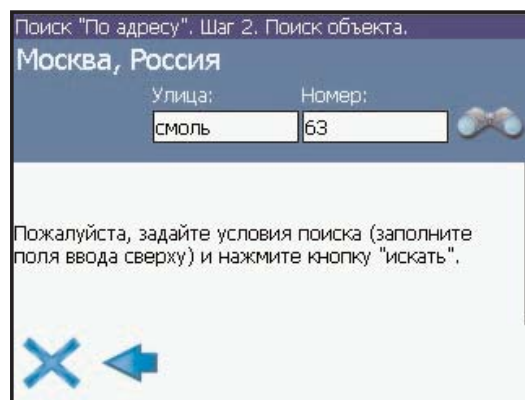 Поиск "По адресу". Шаг 2. Поиск объекта.
Москва, Россия
Улица: Номер:
смоль 63
Пожалуйста, задайте условия поиска (заполните
поля ввода сверху) и нажмите кнопку "искать".